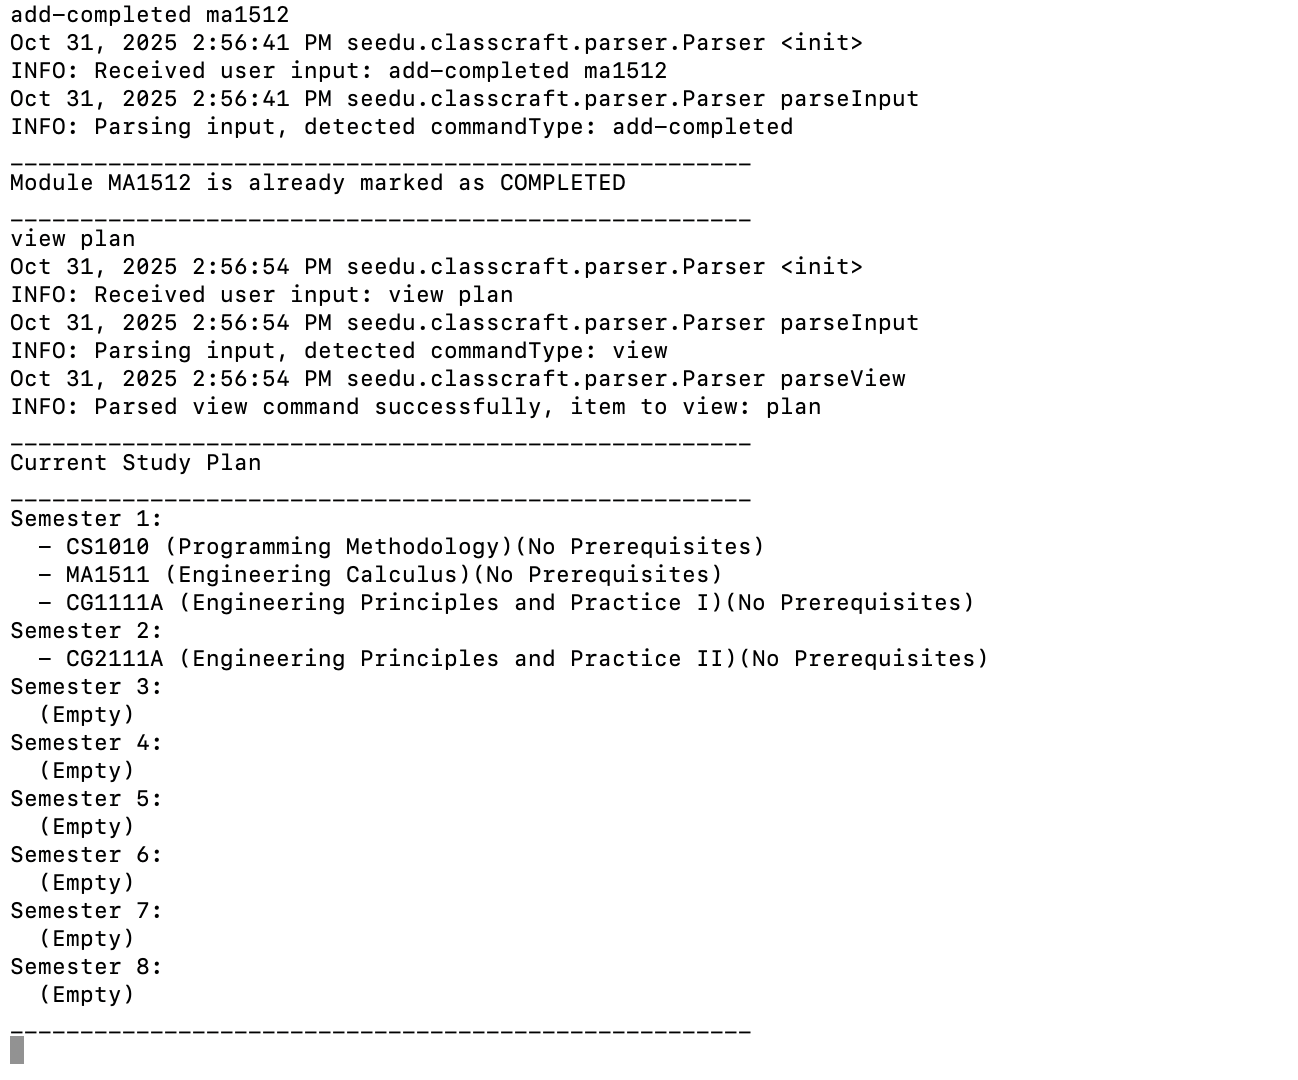 add-completed ma1512
Oct 31, 2025 2:56:41 PM seedu.classcraft.parser.Parser <init>
INFO: Received user input: add-completed ma1512
Oct 31, 2025 2:56:41 PM seedu.classcraft.parser.Parser parseInput
INFO: Parsing input, detected commandType: add-completed
_____________________________________________________
Module MA1512 is already marked as COMPLETED
_____________________________________________________
view plan
Oct 31, 2025 2:56:54 PM seedu.classcraft.parser.Parser <init>
INFO: Received user input: view plan
Oct 31, 2025 2:56:54 PM seedu.classcraft.parser.Parser parseInput
INFO: Parsing input, detected commandType: view
Oct 31, 2025 2:56:54 PM seedu.classcraft.parser.Parser parseView
INFO: Parsed view command successfully, item to view: plan
_____________________________________________________
Current Study Plan
_____________________________________________________
Semester 1:
  - CS1010 (Programming Methodology)(No Prerequisites)
  - MA1511 (Engineering Calculus)(No Prerequisites)
  - CG1111A (Engineering Principles and Practice I)(No Prerequisites)
Semester 2:
  - CG2111A (Engineering Principles and Practice II)(No Prerequisites)
Semester 3:
  (Empty)
Semester 4:
  (Empty)
Semester 5:
  (Empty)
Semester 6:
  (Empty)
Semester 7:
  (Empty)
Semester 8:
  (Empty)
_____________________________________________________